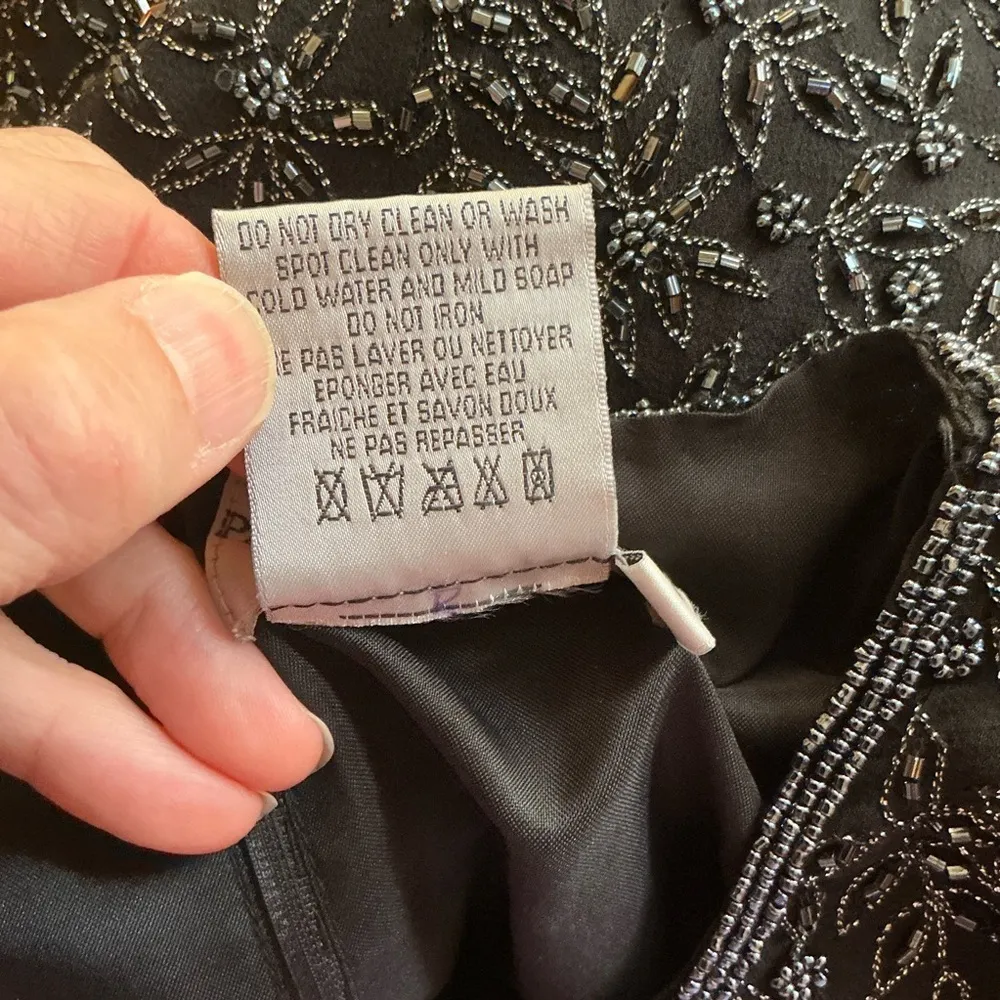 DO NOT DRY CLEAN OR WASH
SPOT CLEAN ONLY WITH
COLD WATER AND MILD SOAP
DO NOT IRON
NE PAS LAVER OU NETTOYER
EPONGER AVEC EAU
FRAICHE ET SAVON DOUX
NE PAS REPASSER